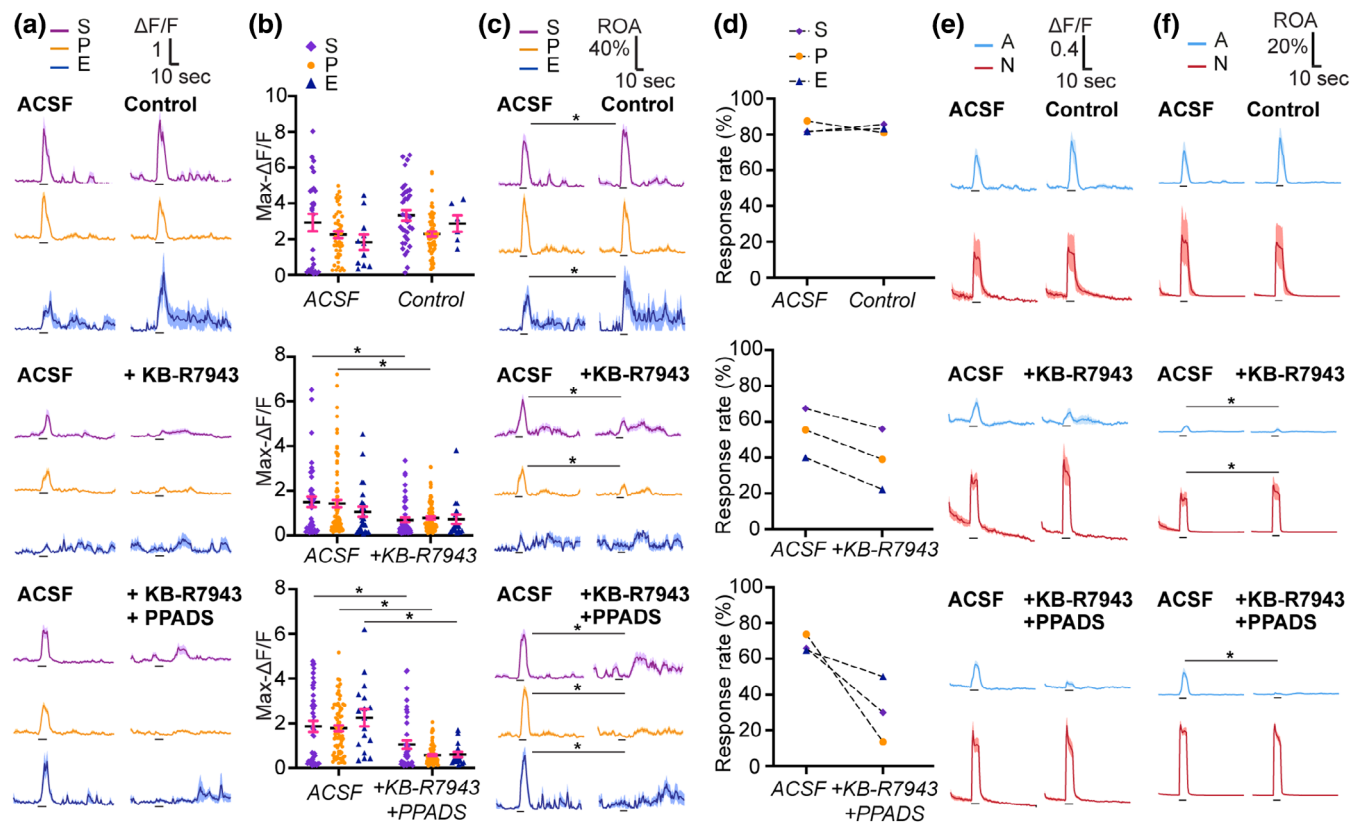 (a)
S
P
E
ΔF/F
1
10 sec
ACSF
Control
ACSF
+ KB-R7943
ACSF
+ KB-R7943
+ PPADS
(b)
S
P
E
Max-ΔF/F
10
8
6
4
2
0
ACSF
Control
Max-ΔF/F
8
6
4
2
0
*
*
ACSF
+KB-R7943
Max-ΔF/F
8
6
4
2
0
*
*
*
ACSF
+KB-R7943
+PPADS
(c)
S
P
E
ROA
40%
10 sec
ACSF
Control
*
*
ACSF
+KB-R7943
*
*
ACSF
+KB-R7943
+PPADS
*
*
*
(d)
S
P
E
Response rate (%)
100
80
60
40
20
0
ACSF
Control
Response rate (%)
100
80
60
40
20
0
ACSF
+KB-R7943
Response rate (%)
80
60
40
20
0
ACSF
+KB-R7943
+PPADS
(e)
A
N
ΔF/F
0.4
10 sec
ACSF
Control
ACSF
+KB-R7943
ACSF
+KB-R7943
+PPADS
(f)
A
N
ROA
20%
10 sec
ACSF
Control
ACSF
+KB-R7943
*
*
ACSF
+KB-R7943
+PPADS
*